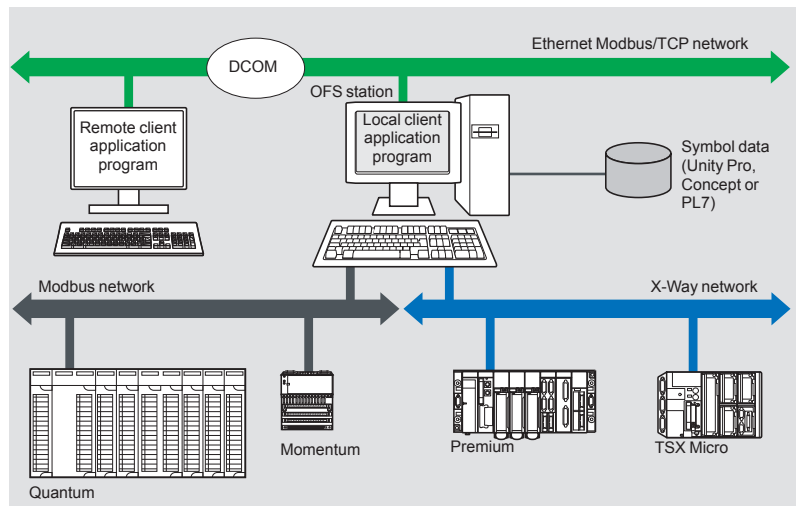 Ethernet Modbus/TCP network
DCOM
OFS station
Remote client
application
program
Local client
application
program
Symbol data
(Unity Pro,
Concept or
PL7)
Modbus network
X-Way network
Momentum
Premium
TSX Micro
Quantum